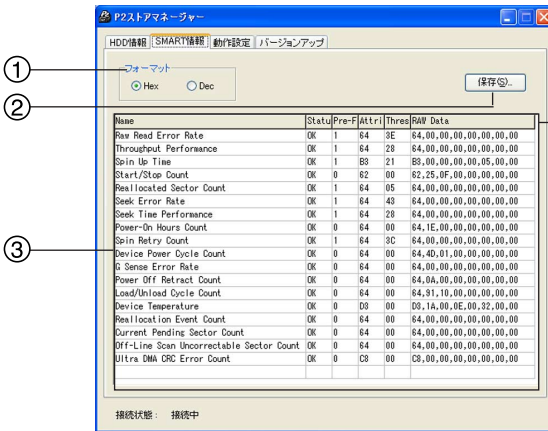 P2ストアマネージャー
HDD情報 SMART情報 動作設定 バージョンアップ
① フォーマット
Hex Dec
保存(S)...
②
③
Name Statu Pre-F Attri Thres RAW Data
Raw Read Error Rate OK 1 64 3E 64,00,00,00,00,00,00,00
Throughput Performance OK 1 64 28 64,00,00,00,00,00,00,00
Spin Up Time OK 1 B3 21 B3,00,00,00,00,05,00,00
Start/Stop Count OK 0 62 00 62,25,0F,00,00,00,00,00
Reallocated Sector Count OK 1 64 05 64,00,00,00,00,00,00,00
Seek Error Rate OK 1 64 43 64,00,00,00,00,00,00,00
Seek Time Performance OK 1 64 28 64,00,00,00,00,00,00,00
Power-On Hours Count OK 0 64 00 64,1E,00,00,00,00,00,00
Spin Retry Count OK 1 64 3C 64,00,00,00,00,00,00,00
Device Power Cycle Count OK 0 64 00 64,4D,01,00,00,00,00,00
G Sense Error Rate OK 0 64 00 64,00,00,00,00,00,00,00
Power Off Retract Count OK 0 64 00 64,0A,00,00,00,00,00,00
Load/Unload Cycle Count OK 0 64 00 64,91,10,00,00,00,00,00
Device Temperature OK 0 D3 00 D3,1A,00,0E,00,32,00,00
Reallocation Event Count OK 0 64 00 64,00,00,00,00,00,00,00
Current Pending Sector Count OK 0 64 00 64,00,00,00,00,00,00,00
Off-Line Scan Uncorrectable Sector Count OK 0 64 00 64,00,00,00,00,00,00,00
Ultra DMA CRC Error Count OK 0 C8 00 C8,00,00,00,00,00,00,00
接続状態： 接続中